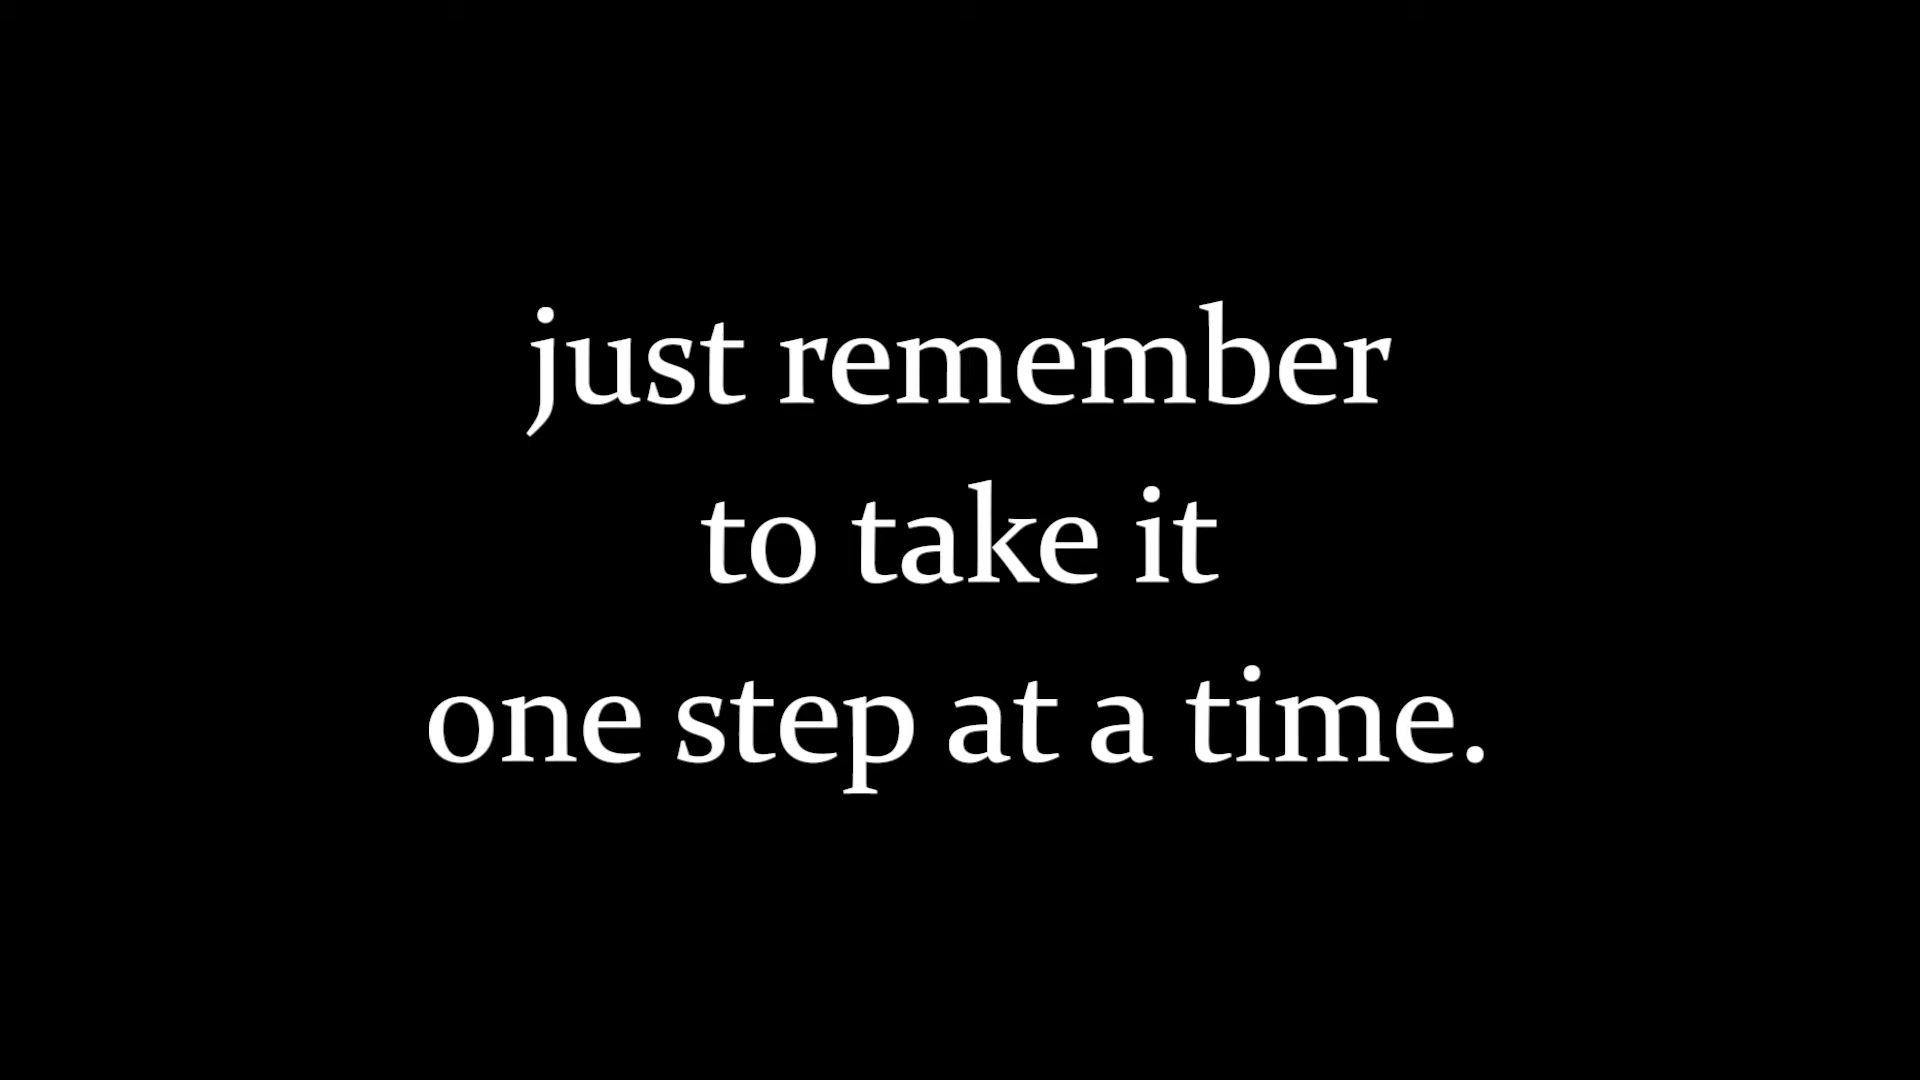 just remember
to take it
one step at a time.